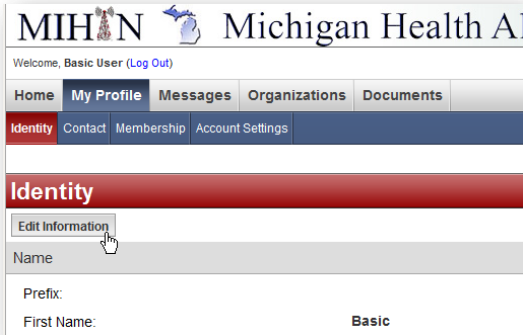 MIHIN Michigan Health Al
Welcome, Basic User (Log Out)
Home My Profile Messages Organizations Documents
Identity Contact Membership Account Settings
Identity
Edit Information
Name
Prefix:
First Name: Basic